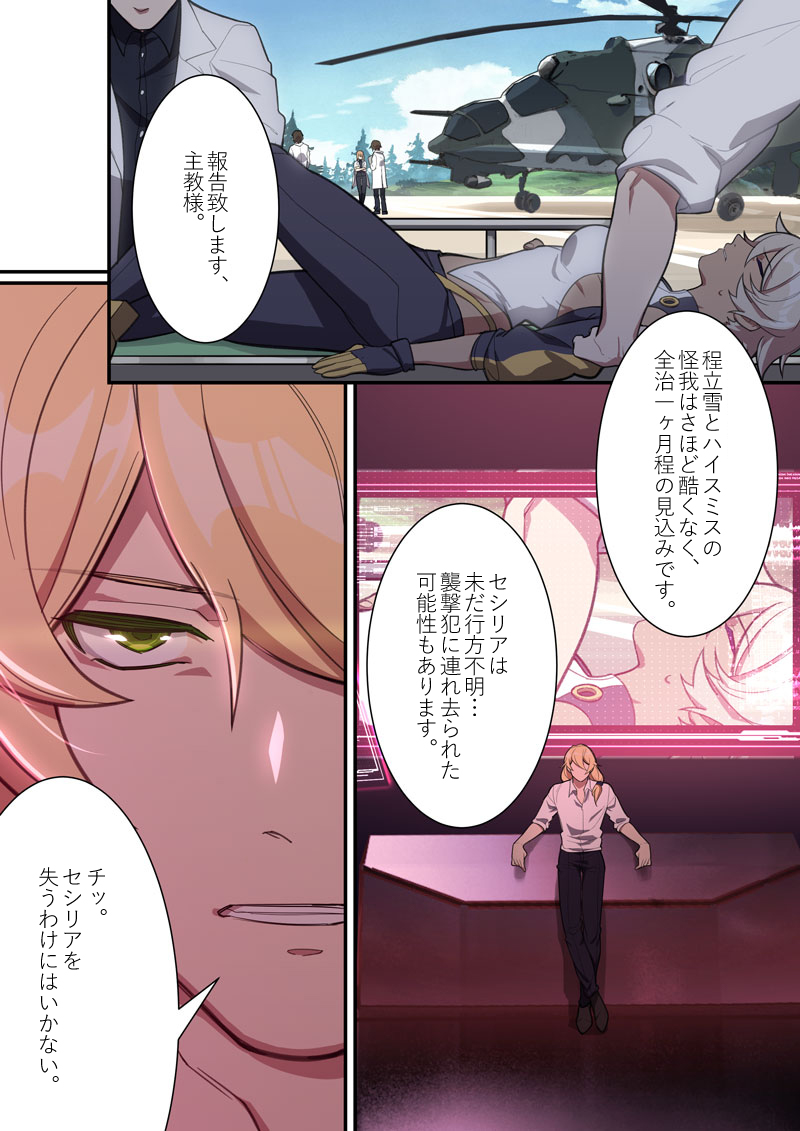 報告致します、
主教様。
程立雪とハイスミスの
怪我はさほど酷くなく、
全治一ヶ月程の見込みです。
セシリアは
未だ行方不明…
襲撃犯に連れ去られた
可能性もあります。
チッ。
セシリアを
失うわけにはいかない。